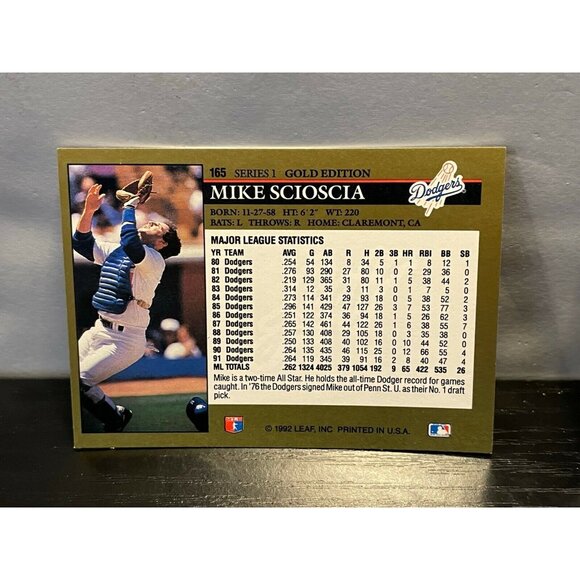 165 SERIES 1 GOLD EDITION
MIKE SCIOSCIA
Dodgers
BORN: 11-27-58 HT: 6'2" WT: 220
BATS: L THROWS: R HOME: CLAREMONT, CA
MAJOR LEAGUE STATISTICS
YR TEAM AVG G AB R H 2B 3B HR RBI BB SB
80 Dodgers .254 54 134 8 34 5 1 1 8 12 1
81 Dodgers .276 93 290 27 80 10 0 2 29 36 0
82 Dodgers .219 129 365 31 80 11 1 5 38 44 2
83 Dodgers .314 12 35 3 11 3 0 1 7 5 0
84 Dodgers .273 114 341 29 93 18 0 5 38 52 2
85 Dodgers .296 141 429 47 127 26 3 7 53 77 3
86 Dodgers .251 122 374 36 94 18 1 5 26 62 3
87 Dodgers .265 142 461 44 122 26 1 6 38 55 7
88 Dodgers .257 130 408 29 105 18 0 3 35 38 0
89 Dodgers .250 133 408 40 102 16 0 10 44 52 0
90 Dodgers .264 135 435 46 115 25 0 12 66 55 4
91 Dodgers .264 119 345 39 91 16 2 8 40 47 4
ML TOTALS .262 1324 4025 379 1054 192 9 65 422 535 26
Mike is a two-time All Star. He holds the all-time Dodger record for games
caught. In '76 the Dodgers signed Mike out of Penn St. U. as their No. 1 draft
pick.
© 1992 LEAF, INC PRINTED IN U.S.A.